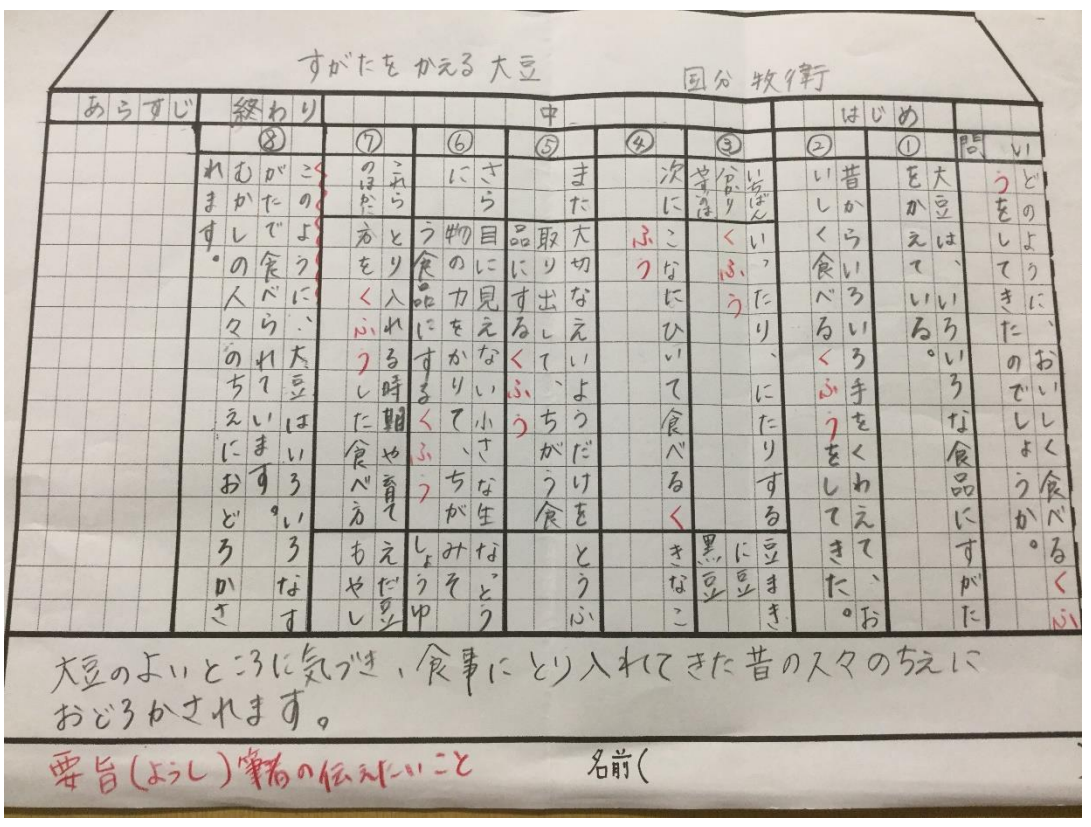 すがたをかえる大豆
国分牧衛
はじめ
中
終わり
あらすじ
問い
どのように、おいしく食べるくふ
うをしてきたのでしょうか。
①
大豆は、いろいろな食品にすがた
をかえている。
②
昔からいろいろ手をくわえて、お
いしく食べるくふうをしてきた。
③
いちばん
分かり
やすいのは
いったり、にたりする
くふう
豆まき
に豆
黒豆
④
次に
こなにひいて食べるく
ふう
きなこ
⑤
また
大切なえいようだけを
取り出して、ちがう食
品にするくふう
とうふ
⑥
さら
に
目に見えない小さな生
物の力をかりて、ちが
う食品にするくふう
なっとう
みそ
しょうゆ
⑦
これら
のほかに
とり入れる時期や育て
方をくふうした食べ方
えだ豆
もやし
⑧
このように、大豆はいろいろなす
がたで食べられています。
むかしの人々のちえにおどろかさ
れます。
大豆のよいところに気づき、食事にとり入れてきた昔の人々のちえに
おどろかされます。
要旨(ようし)筆者の伝えたいこと
名前(